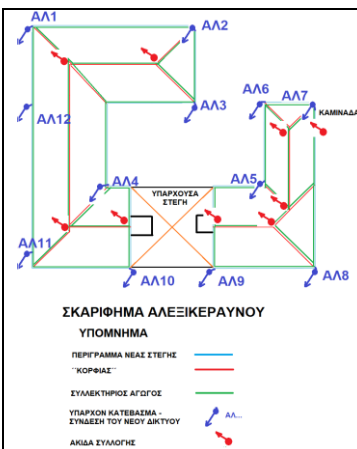 ΑΛ1
ΑΛ2
ΑΛ6
ΑΛ7
ΚΑΜΙΝΑΔΑ
ΑΛ3
ΑΛ12
ΑΛ4
ΥΠΑΡΧΟΥΣΑ
ΣΤΕΓΗ
ΑΛ5
ΑΛ11
ΑΛ10
ΑΛ9
ΑΛ8
ΣΚΑΡΙΦΗΜΑ ΑΛΕΞΙΚΕΡΑΥΝΟΥ
ΥΠΟΜΝΗΜΑ
ΠΕΡΙΓΡΑΜΜΑ ΝΕΑΣ ΣΤΕΓΗΣ
¨ΚΟΡΦΙΑΣ¨
ΣΥΛΛΕΚΤΗΡΙΟΣ ΑΓΩΓΟΣ
ΥΠΑΡΧΟΝ ΚΑΤΕΒΑΣΜΑ -
ΣΥΝΔΕΣΗ ΤΟΥ ΝΕΟΥ ΔΙΚΤΥΟΥ
ΑΛ...
ΑΚΙΔΑ ΣΥΛΛΟΓΗΣ